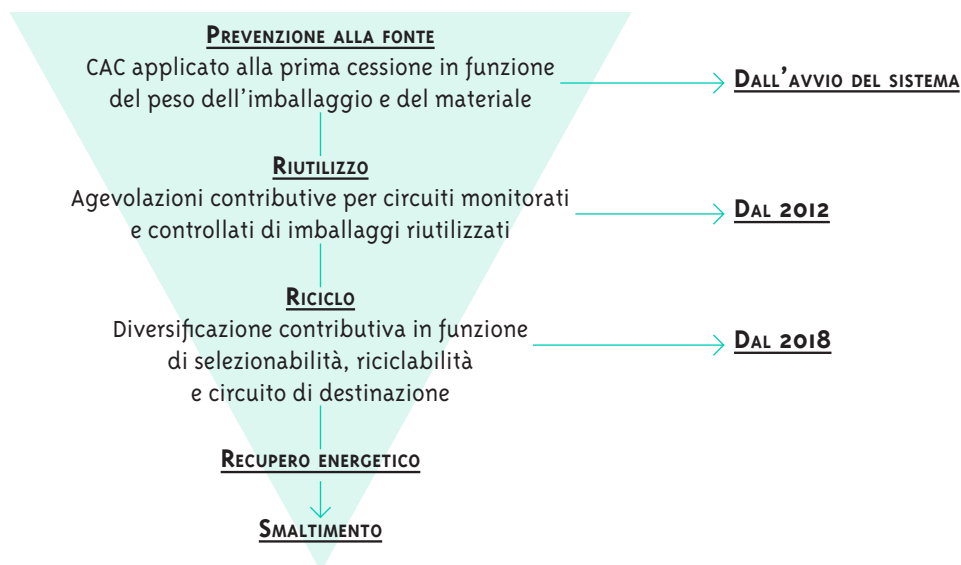 Prevenzione alla fonte
CAC applicato alla prima cessione in funzione
del peso dell'imballaggio e del materiale
Dall'avvio del sistema
Riutilizzo
Agevolazioni contributive per circuiti monitorati
e controllati di imballaggi riutilizzati
Dal 2012
Riciclo
Diversificazione contributiva in funzione
di selezionabilità, riciclabilità
e circuito di destinazione
Dal 2018
Recupero energetico
Smaltimento